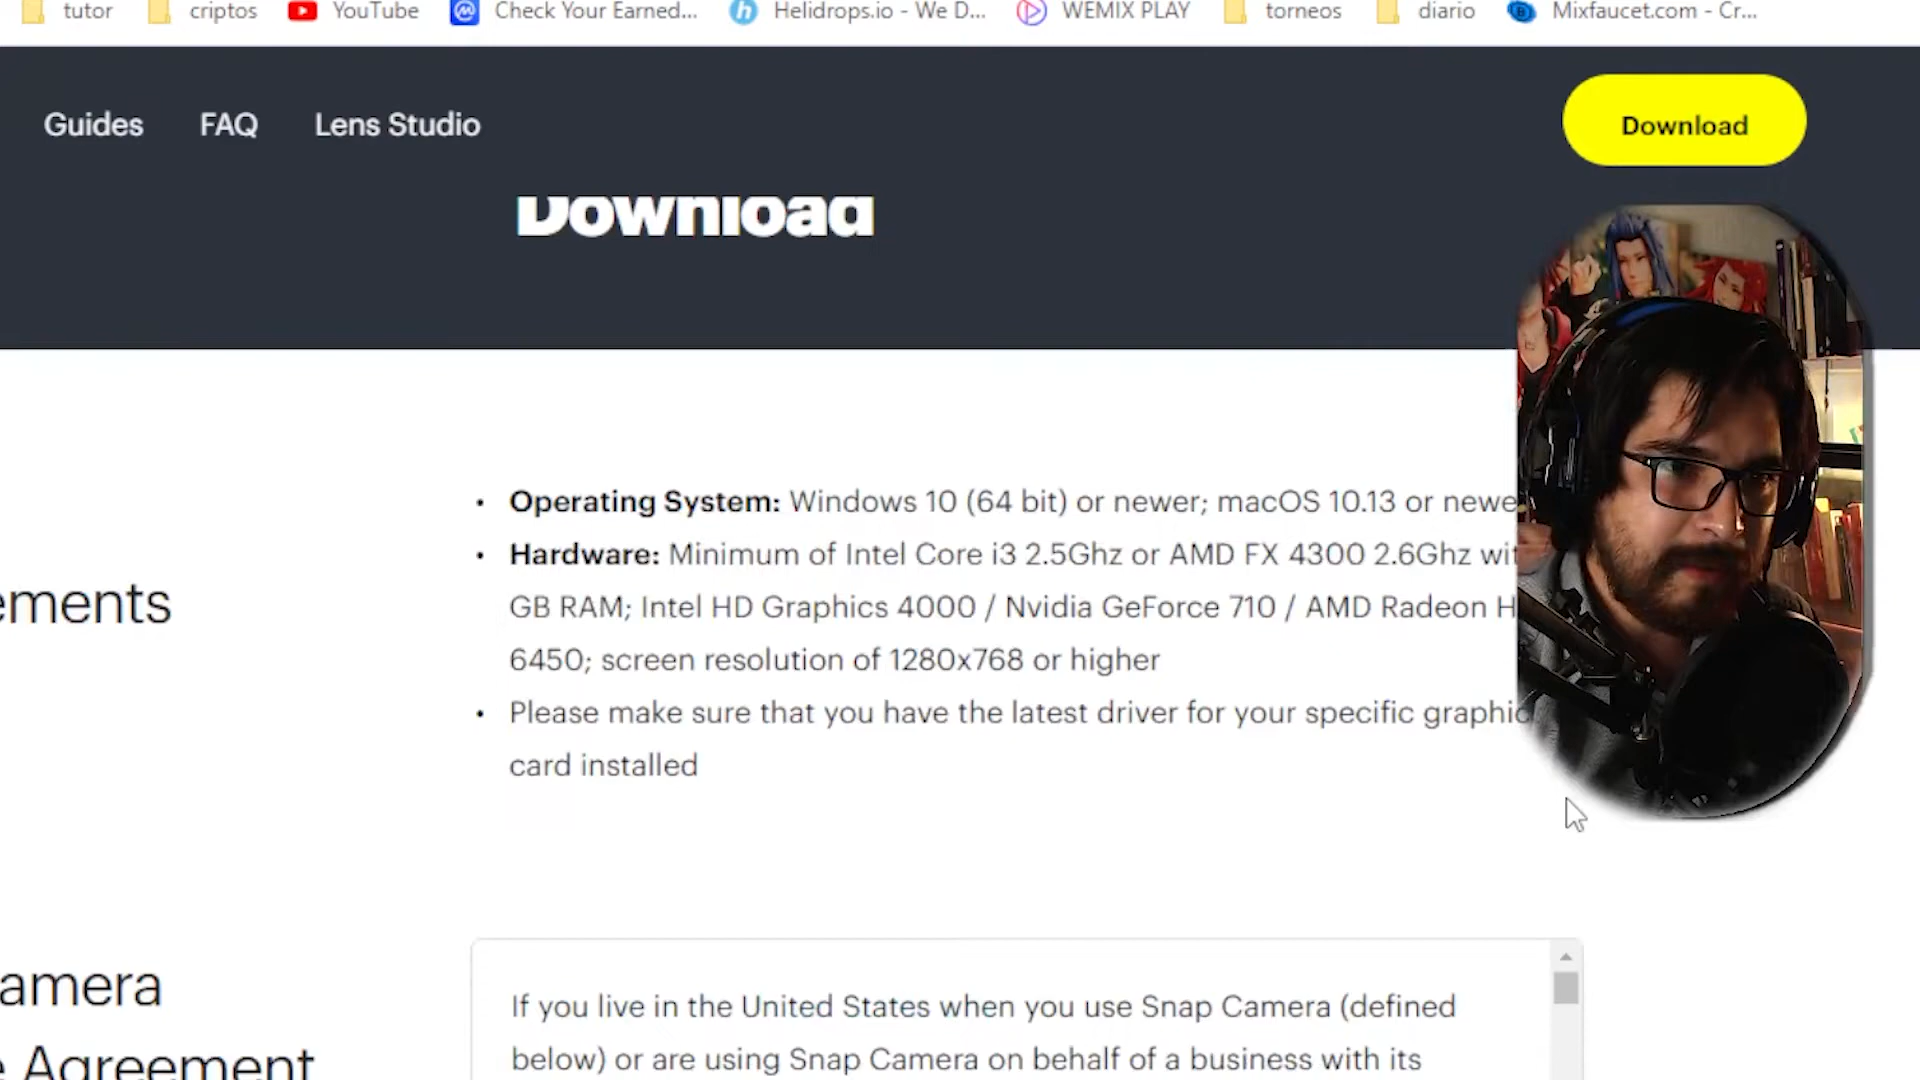 tutor criptos YouTube Check Your Earned... Helidrops.io - We D... WEMIX PLAY torneos diario Mixfaucet.com - Cr...
Guides FAQ Lens Studio Download
Download
• Operating System: Windows 10 (64 bit) or newer; macOS 10.13 or newe
• Hardware: Minimum of Intel Core i3 2.5Ghz or AMD FX 4300 2.6Ghz wit
GB RAM; Intel HD Graphics 4000 / Nvidia GeForce 710 / AMD Radeon H
6450; screen resolution of 1280x768 or higher
• Please make sure that you have the latest driver for your specific graphic
card installed
ements
If you live in the United States when you use Snap Camera (defined
below) or are using Snap Camera on behalf of a business with its
amera
e Agreement